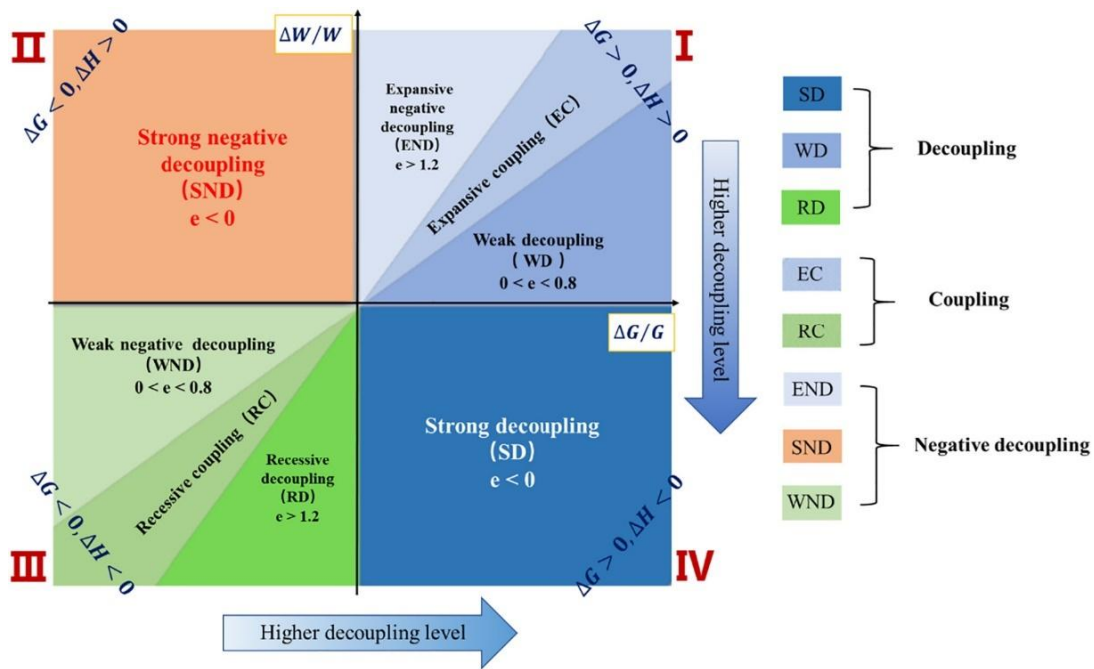 II
ΔG < 0, ΔH > 0
ΔW/W
I
ΔG > 0, ΔH > 0
Strong negative
decoupling
(SND)
e < 0
Expansive
negative
decoupling
(END)
e > 1.2
Expansive coupling (EC)
Weak decoupling
( WD )
0 < e < 0.8
ΔG/G
Weak negative decoupling
(WND)
0 < e < 0.8
Recessive coupling (RC)
Recessive
decoupling
(RD)
e > 1.2
Strong decoupling
(SD)
e < 0
III
ΔG < 0, ΔH < 0
ΔG > 0, ΔH < 0
IV
Higher decoupling level
Higher decoupling level
SD
WD
RD
Decoupling
EC
RC
Coupling
END
SND
WND
Negative decoupling